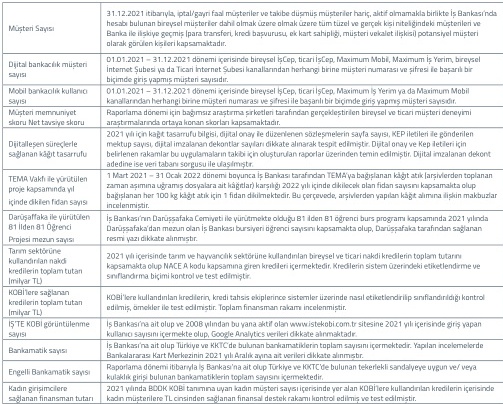 Müşteri Sayısı
31.12.2021 itibarıyla, iptal/gayri faal müşteriler ve takibe düşmüş müşteriler hariç, aktif olmamakla birlikte İş Bankası'nda
hesabı bulunan bireysel müşteriler dahil olmak üzere olmak üzere tüm tüzel ve gerçek kişi niteliğindeki müşterileri ve
Banka ile ilişkiye geçmiş (para transferi, kredi başvurusu, ek kart sahipliği, müşteri vekalet ilişkisi) potansiyel müşteri
olarak görülen kişileri kapsamaktadır.
Dijital bankacılık müşteri
sayısı
01.01.2021 – 31.12.2021 dönemi içerisinde bireysel İşCep, ticari İşCep, Maximum Mobil, Maximum İş Yerim, bireysel
İnternet Şubesi ya da Ticari İnternet Şubesi kanallarından herhangi birine müşteri numarası ve şifresi ile başarılı bir
biçimde giriş yapmış müşteri sayısıdır.
Mobil bankacılık kullanıcı
sayısı
01.01.2021 – 31.12.2021 dönemi içerisinde bireysel İşCep, ticari İşCep, Maximum İş Yerim ya da Maximum Mobil
kanallarından herhangi birine müşteri numarası ve şifresi ile başarılı bir biçimde giriş yapmış müşteri sayısıdır.
Müşteri memnuniyet
skoru Net tavsiye skoru
Raporlama dönemi için bağımsız araştırma şirketleri tarafından gerçekleştirilen bireysel ve ticari müşteri deneyimi
araştırmalarında ortaya konan skorları kapsamaktadır.
Dijitalleşen süreçlerle
sağlanan kâğıt tasarrufu
2021 yılı için kağıt tasarrufu bilgisi, dijital onay ile düzenlenen sözleşmelerin sayfa sayısı, KEP iletileri ile gönderilen
mektup sayısı, dijital imzalanan dekontlar sayıları dikkate alınarak tespit edilmiştir. Dijital onay ve Kep iletileri için
belirlenen rakamlar bu uygulamaların takibi için oluşturulan raporlar üzerinden temin edilmiştir. Dijital imzalanan dekont
adedine ise veri tabanı sorgusu ile ulaşılmıştır.
TEMA Vakfı ile yürütülen
proje kapsamında yıl
içinde dikilen fidan sayısı
1 Mart 2021 – 31 Ocak 2022 dönemi boyunca İş Bankası tarafından TEMA'ya bağışlanan kâğıt atık (arşivlerden toplanan
zaman aşımına uğramış dosyalara ait kâğıtlar) karşılığı 2022 yılı içinde dikilecek olan fidan sayısını kapsamakta olup
bağışlanan her 100 kg kâğıt atık için 1 fidan dikilmektedir. Bu çerçevede, arşivlerden yapılan kâğıt alımına ilişkin makbuzlar
incelenmiştir.
Darüşşafaka ile yürütülen
81 İlden 81 Öğrenci
Projesi mezun sayısı
İş Bankası'nın Darüşşafaka Cemiyeti ile yürütmekte olduğu 81 ilden 81 öğrenci burs programı kapsamında 2021 yılında
Darüşşafaka'dan mezun olan İş Bankası bursiyeri öğrenci sayısını kapsamakta olup, Darüşşafaka tarafından sağlanan
resmi yazı dikkate alınmıştır.
Tarım sektörüne
kullandırılan nakdi
kredilerin toplam tutarı
(milyar TL)
2021 yılı içerisinde tarım ve hayvancılık sektörüne kullandırılan bireysel ve ticari nakdi kredilerin toplam tutarını
kapsamakta olup NACE A kodu kapsamına giren kredileri içermektedir. Kredilerin sistem üzerindeki etiketlendirme ve
sınıflandırma biçimi kontrol ve test edilmiştir.
KOBİ'lere sağlanan
kredilerin toplam tutarı
(milyar TL)
KOBİ'lere kullandırılan kredilerin, kredi tahsis ekiplerince sistemler üzerinde nasıl etiketlendirilip sınıflandırıldığı kontrol
edilmiş, örnekler ile test edilmiştir. Toplam finansman rakamı incelenmiştir.
İŞ'TE KOBİ görüntülenme
sayısı
İş Bankası'na ait olup ve 2008 yılından bu yana aktif olan www.istekobi.com.tr sitesine 2021 yılı içerisinde giriş yapan
kullanıcı sayısını içermekte olup, Google Analytics verileri dikkate alınmaktadır.
Bankamatik sayısı
İş Bankası'na ait olup Türkiye ve KKTC'de bulunan bankamatiklerin toplam sayısını içermektedir. Yapılan incelemelerde
Bankalararası Kart Merkezinin 2021 yılı Aralık ayına ait verileri dikkate alınmıştır.
Engelli Bankamatik sayısı
Raporlama dönemi itibarıyla İş Bankası'na ait olup Türkiye ve KKTC'de bulunan tekerlekli sandalyeye uygun ve/ veya
kulaklık girişi bulunan bankamatiklerin toplam sayısını içermektedir.
Kadın girişimcilere
sağlanan finansman tutarı
2021 yılında BDDK KOBİ tanımına uyan kadın müşteri sayısı içerisinde yer alan KOBİ'lere kullandırılan kredilerin içerisinde
kadın müşterilere TL cinsinden sağlanan finansal destek rakamı kontrol edilmiş ve test edilmiştir.